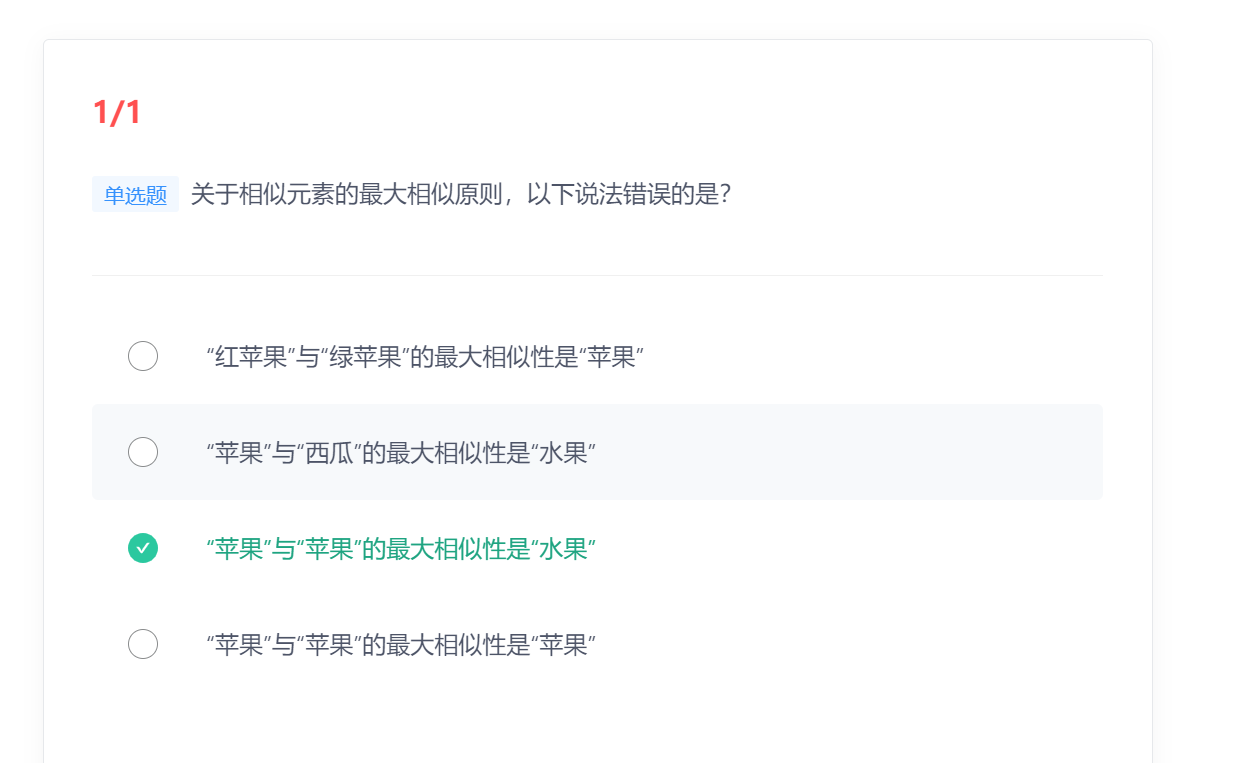 1/1
单选题 关于相似元素的最大相似原则，以下说法错误的是？
“红苹果”与“绿苹果”的最大相似性是“苹果”
“苹果”与“西瓜”的最大相似性是“水果”
“苹果”与“苹果”的最大相似性是“水果”
“苹果”与“苹果”的最大相似性是“苹果”